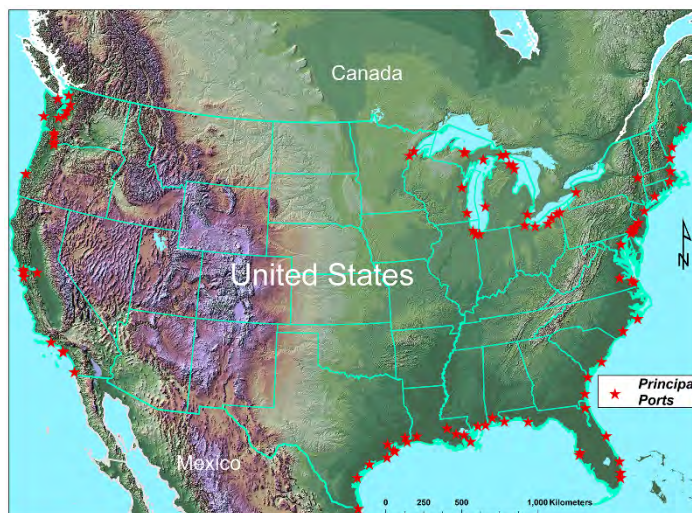 Canada
United States
N
Principa
Ports
Mexico
0 250 500 1,000 Kilometers